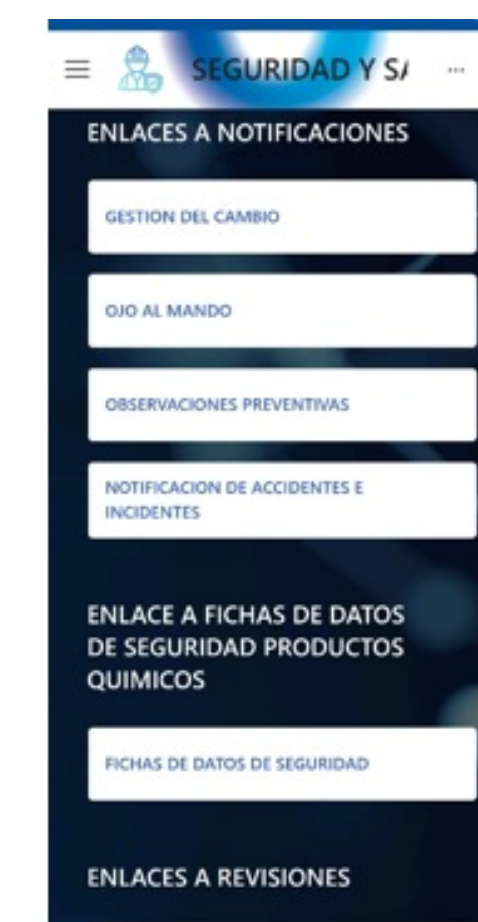 SEGURIDAD Y SA
ENLACES A NOTIFICACIONES
GESTION DEL CAMBIO
OJO AL MANDO
OBSERVACIONES PREVENTIVAS
NOTIFICACION DE ACCIDENTES E
INCIDENTES
ENLACE A FICHAS DE DATOS
DE SEGURIDAD PRODUCTOS
QUIMICOS
FICHAS DE DATOS DE SEGURIDAD
ENLACES A REVISIONES